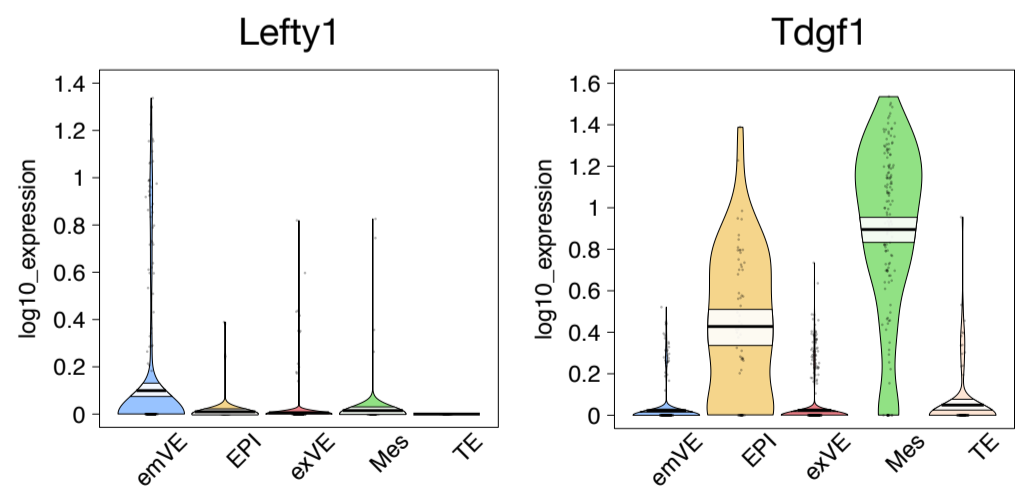 Lefty1
log10_expression
1.4
1.2
1
0.8
0.6
0.4
0.2
0
emVE
EPI
exVE
Mes
TE
Tdgf1
log10_expression
1.6
1.4
1.2
1
0.8
0.6
0.4
0.2
0
emVE
EPI
exVE
Mes
TE